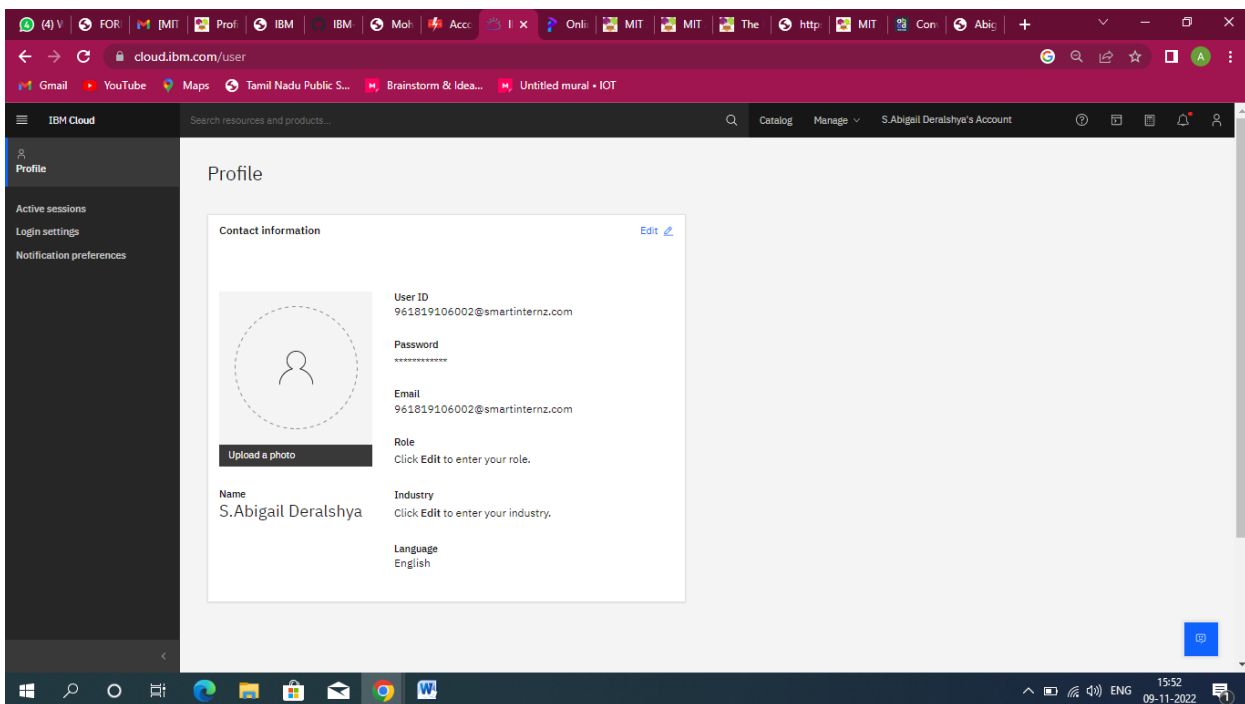 (4) V FOR [MIT Profi IBM IBM- Moh Acco Onli MIT MIT The http MIT Com Abig
cloud.ibm.com/user A
Gmail YouTube Maps Tamil Nadu Public S... Brainstorm & Idea... Untitled mural • IOT
IBM Cloud Search resources and products... Catalog Manage S.Abigail Deralshya's Account
Profile
Active sessions
Login settings
Notification preferences
Profile
Contact information Edit
User ID
961819106002@smartinternz.com
Password
************
Email
961819106002@smartinternz.com
Role
Click Edit to enter your role.
Upload a photo
Name
S.Abigail Deralshya
Industry
Click Edit to enter your industry.
Language
English
ENG 15:52
09-11-2022